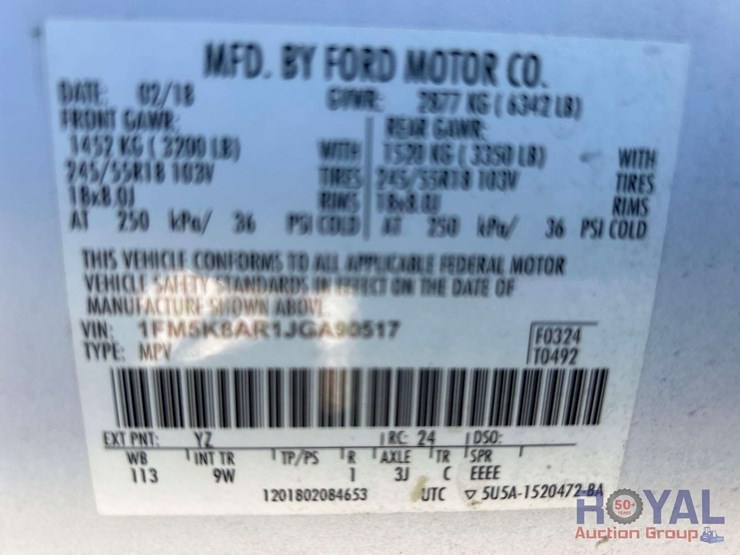 MFD. BY FORD MOTOR CO.
DATE: 02/18 GVWR: 2877 KG ( 6342 LB)
FRONT GAWR: REAR GAWR:
1452 KG ( 3200 LB) WITH 1520 KG ( 3350 LB) WITH
245/55R18 103V TIRES 245/55R18 103V TIRES
18x8.0J RIMS 18x8.0J RIMS
AT 250 kPa/ 36 PSI COLD AT 250 kPa/ 36 PSI COLD
THIS VEHICLE CONFORMS TO ALL APPLICABLE FEDERAL MOTOR
VEHICLE SAFETY STANDARDS IN EFFECT ON THE DATE OF
MANUFACTURE SHOWN ABOVE.
VIN: 1FM5K8AR1JGA90517
TYPE: MPV
F0324
T0492
EXT PNT: YZ RC: 24 DSO:
WB INT TR TP/PS R AXLE TR SPR
113 9W 1 3J C EEEE
1201802084653 UTC ▽ 5U5A-1520472-BA
ROYAL
50+
YEARS
Auction Group